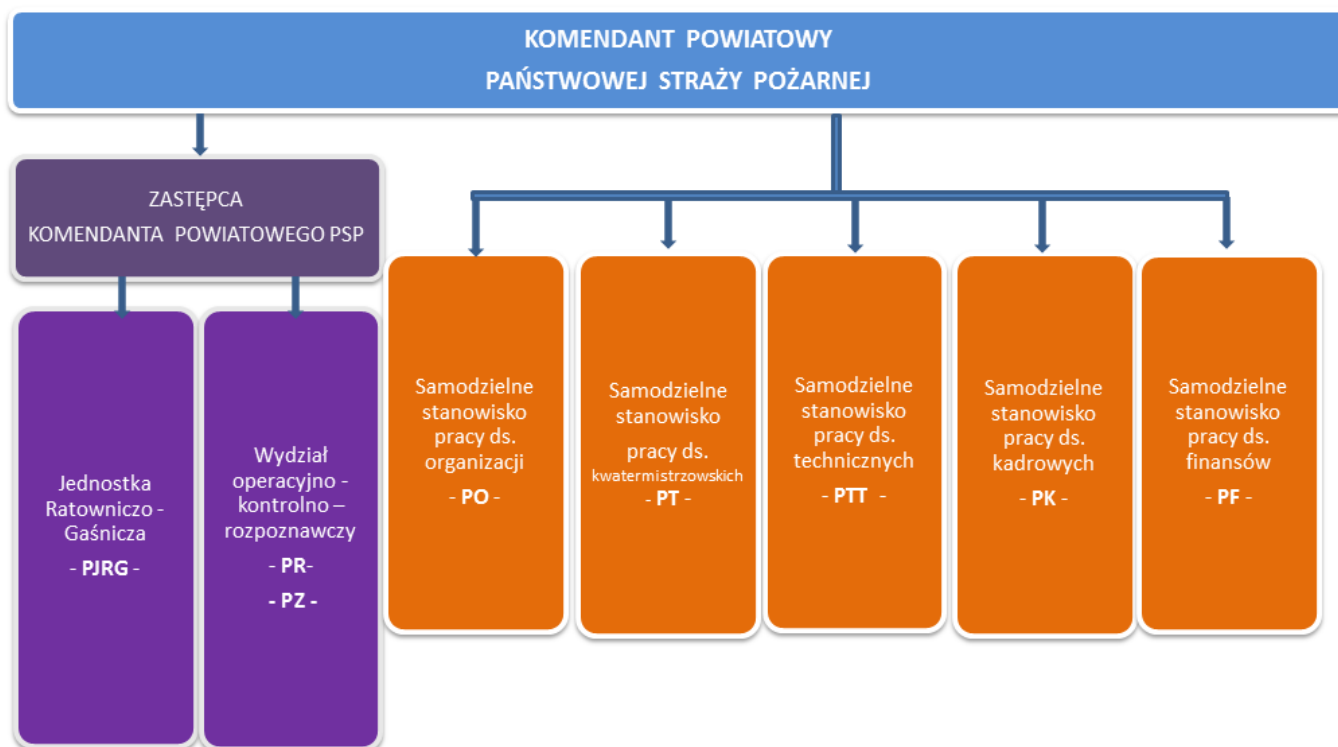 KOMENDANT POWIATOWY
PAŃSTWOWEJ STRAŻY POŻARNEJ
ZASTĘPCA
KOMENDANTA POWIATOWEGO PSP
Jednostka
Ratowniczo -
Gaśnicza
- PJRG -
Wydział
operacyjno -
kontrolno –
rozpoznawczy
- PR-
- PZ -
Samodzielne
stanowisko
pracy ds.
organizacji
- PO -
Samodzielne
stanowisko
pracy ds.
kwatermistrzowskich
- PT -
Samodzielne
stanowisko
pracy ds.
technicznych
- PTT -
Samodzielne
stanowisko
pracy ds.
kadrowych
- PK -
Samodzielne
stanowisko
pracy ds.
finansów
- PF -